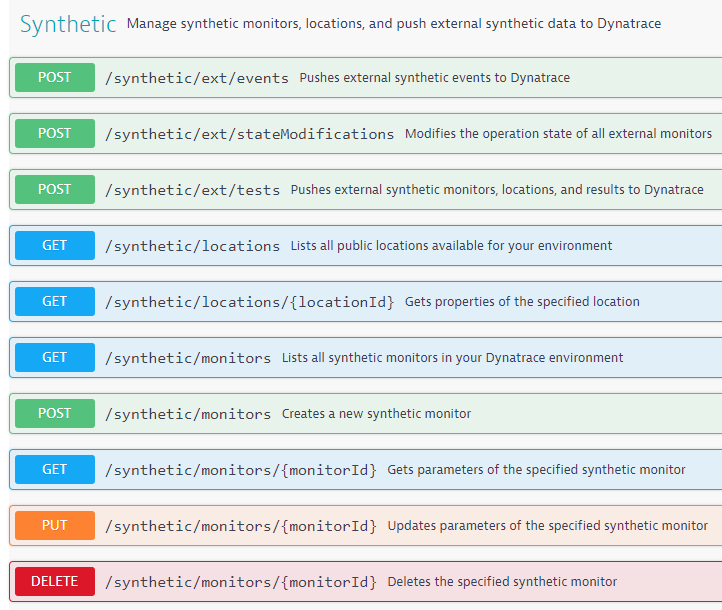 Synthetic Manage synthetic monitors, locations, and push external synthetic data to Dynatrace
POST /synthetic/ext/events Pushes external synthetic events to Dynatrace
POST /synthetic/ext/stateModifications Modifies the operation state of all external monitors
POST /synthetic/ext/tests Pushes external synthetic monitors, locations, and results to Dynatrace
GET /synthetic/locations Lists all public locations available for your environment
GET /synthetic/locations/{locationId} Gets properties of the specified location
GET /synthetic/monitors Lists all synthetic monitors in your Dynatrace environment
POST /synthetic/monitors Creates a new synthetic monitor
GET /synthetic/monitors/{monitorId} Gets parameters of the specified synthetic monitor
PUT /synthetic/monitors/{monitorId} Updates parameters of the specified synthetic monitor
DELETE /synthetic/monitors/{monitorId} Deletes the specified synthetic monitor